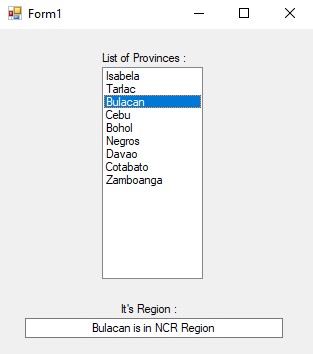 Form1
List of Provinces :
Isabela
Tarlac
Bulacan
Cebu
Bohol
Negros
Davao
Cotabato
Zamboanga
It's Region :
Bulacan is in NCR Region